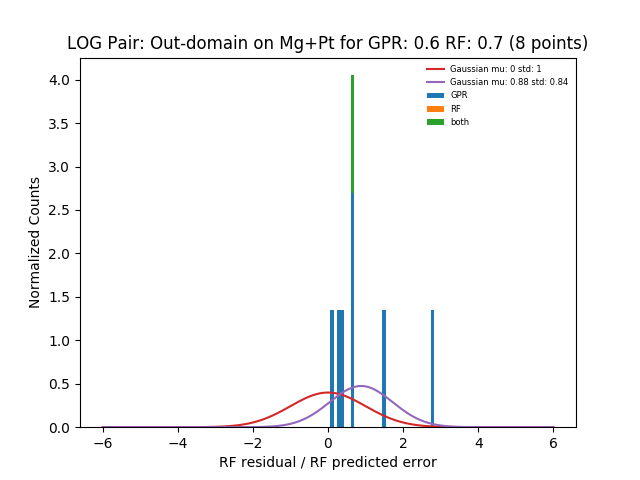 LOG Pair: Out-domain on Mg+Pt for GPR: 0.6 RF: 0.7 (8 points)
Gaussian mu: 0 std: 1
Gaussian mu: 0.88 std: 0.84
GPR
RF
both
Normalized Counts
4.0
3.5
3.0
2.5
2.0
1.5
1.0
0.5
0.0
−6 −4 −2 0 2 4 6
RF residual / RF predicted error